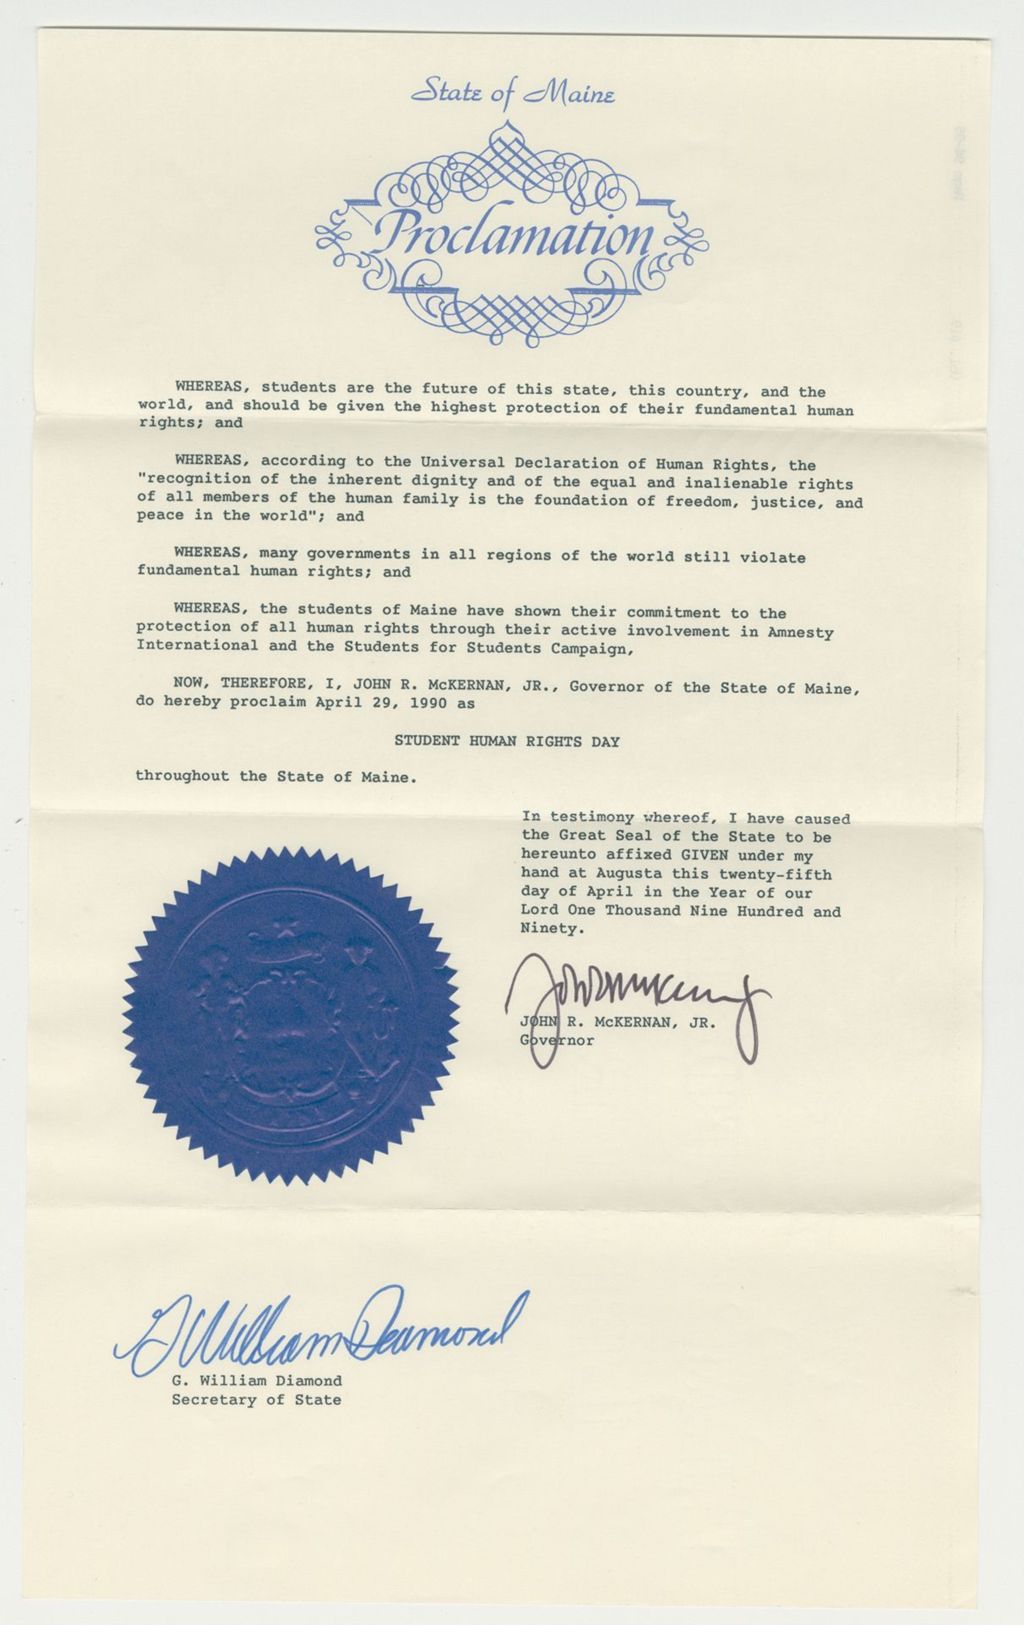 State of Maine
Proclamation
WHEREAS, students are the future of this state, this country, and the
world, and should be given the highest protection of their fundamental human
rights; and
WHEREAS, according to the Universal Declaration of Human Rights, the
"recognition of the inherent dignity and of the equal and inalienable rights
of all members of the human family is the foundation of freedom, justice, and
peace in the world"; and
WHEREAS, many governments in all regions of the world still violate
fundamental human rights; and
WHEREAS, the students of Maine have shown their commitment to the
protection of all human rights through their active involvement in Amnesty
International and the Students for Students Campaign,
NOW, THEREFORE, I, JOHN R. McKERNAN, JR., Governor of the State of Maine,
do hereby proclaim April 29, 1990 as
STUDENT HUMAN RIGHTS DAY
throughout the State of Maine.
In testimony whereof, I have caused
the Great Seal of the State to be
hereunto affixed GIVEN under my
hand at Augusta this twenty-fifth
day of April in the Year of our
Lord One Thousand Nine Hundred and
Ninety.
JOHN R. McKERNAN, JR.
Governor
G William Diamond
G. William Diamond
Secretary of State